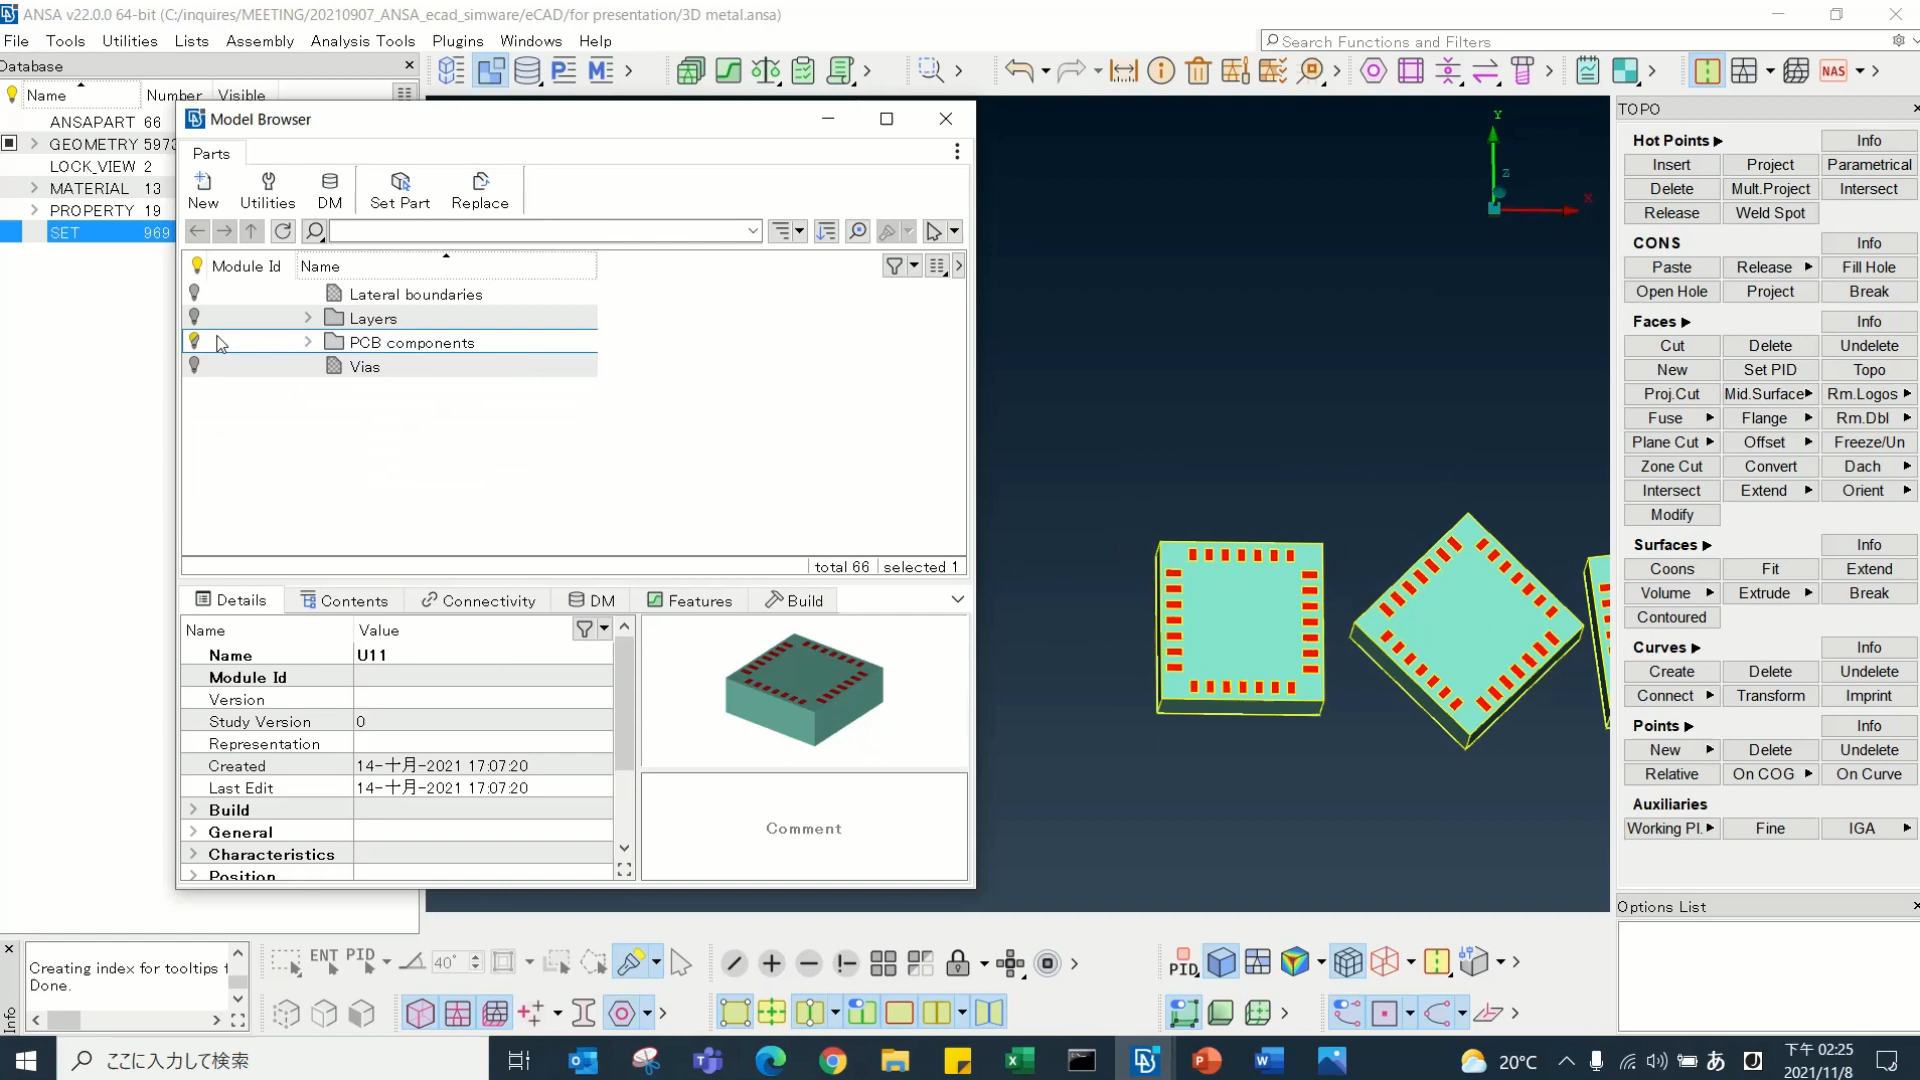 ANSA v22.0.0 64-bit (C:/inquires/MEETING/20210907_ANSA_ecad_simware/eCAD/for presentation/3D metal.ansa)
File Tools Utilities Lists Assembly Analysis Tools Plugins Windows Help
Search Functions and Filters
Database
Name Number Visible
ANSAPART 66
GEOMETRY 5973
LOCK_VIEW 2
MATERIAL 13
PROPERTY 19
SET 969
Model Browser
Parts
New Utilities DM Set Part Replace
Module Id Name
Lateral boundaries
Layers
PCB components
Vias
total 66 selected 1
Details Contents Connectivity DM Features Build
Name Value
Name U11
Module Id
Version
Study Version 0
Representation
Created 14-十月-2021 17:07:20
Last Edit 14-十月-2021 17:07:20
Build
General
Characteristics
Position
Comment
Y
Z
X
NAS
TOPO
Hot Points Info
Insert Project Parametrical
Delete Mult.Project Intersect
Release Weld Spot
CONS Info
Paste Release Fill Hole
Open Hole Project Break
Faces Info
Cut Delete Undelete
New Set PID Topo
Proj.Cut Mid.Surface Rm.Logos
Fuse Flange Rm.Dbl
Plane Cut Offset Freeze/Un
Zone Cut Convert Dach
Intersect Extend Orient
Modify
Surfaces Info
Coons Fit Extend
Volume Extrude Break
Contoured
Curves Info
Create Delete Undelete
Connect Transform Imprint
Points Info
New Delete Undelete
Relative On COG On Curve
Auxiliaries
Working Pl. Fine IGA
Options List
Info
Creating index for tooltips
Done.
ENT PID 40°
PID
ここに入力して検索
20°C あ 下午 02:25
2021/11/8